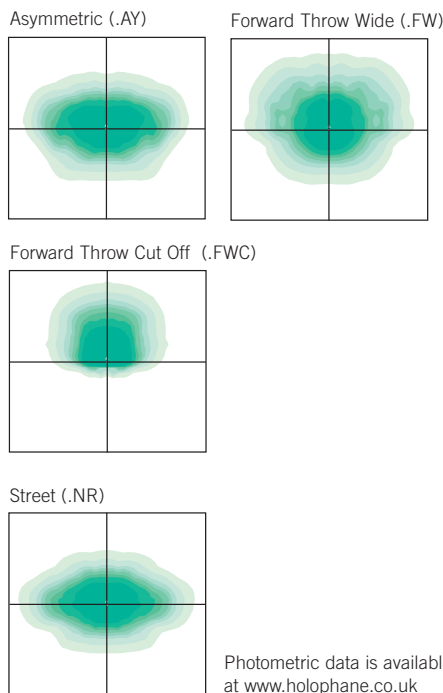 Asymmetric (.AY)
Forward Throw Wide (.FW)
Forward Throw Cut Off (.FWC)
Street (.NR)
Photometric data is availabl
at www.holophane.co.uk